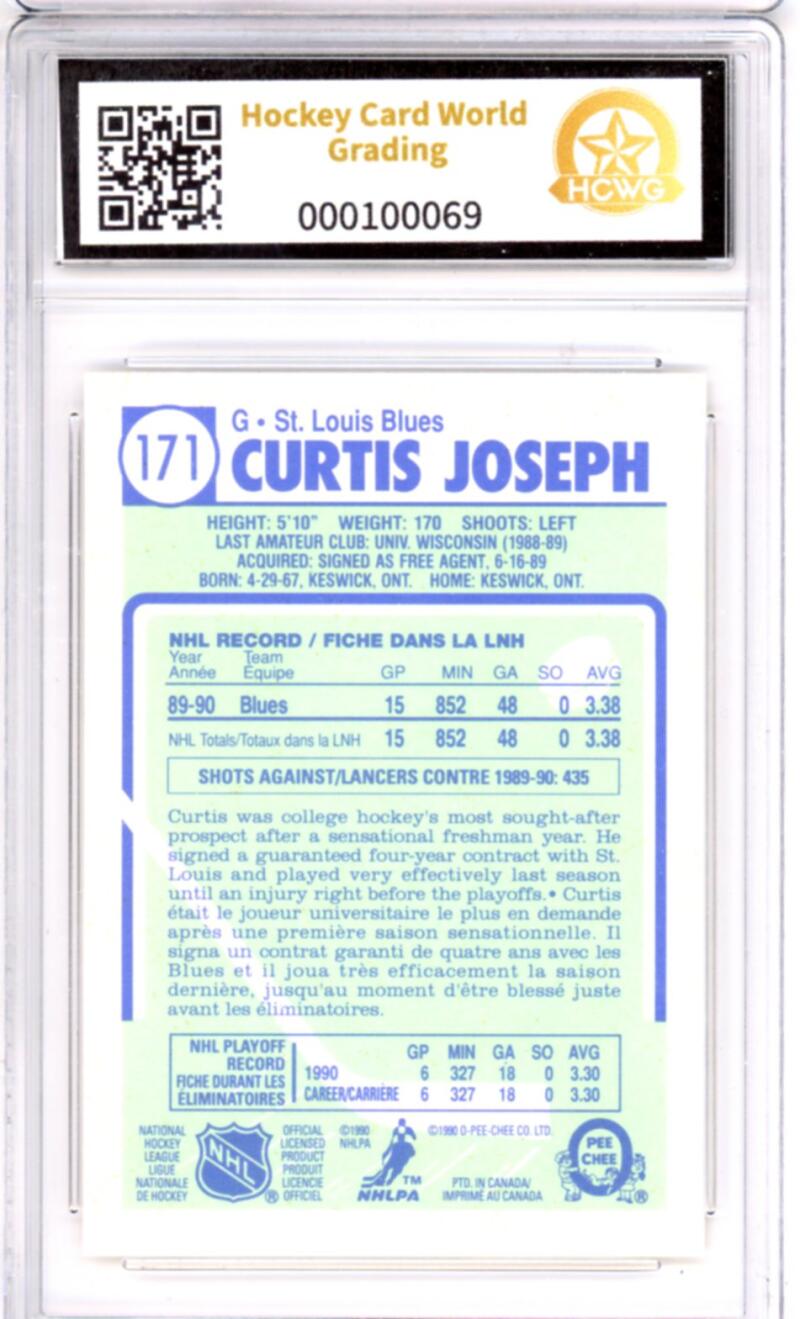 Hockey Card World
Grading
HCWG
000100069
171
G • St. Louis Blues
CURTIS JOSEPH
HEIGHT: 5'10" WEIGHT: 170 SHOOTS: LEFT
LAST AMATEUR CLUB: UNIV. WISCONSIN (1988-89)
ACQUIRED: SIGNED AS FREE AGENT, 6-16-89
BORN: 4-29-67, KESWICK, ONT. HOME: KESWICK, ONT.
NHL RECORD / FICHE DANS LA LNH
Year Team
Année Équipe GP MIN GA SO AVG
89-90 Blues 15 852 48 0 3.38
NHL Totals/Totaux dans la LNH 15 852 48 0 3.38
SHOTS AGAINST/LANCERS CONTRE 1989-90: 435
Curtis was college hockey's most sought-after
prospect after a sensational freshman year. He
signed a guaranteed four-year contract with St.
Louis and played very effectively last season
until an injury right before the playoffs. • Curtis
était le joueur universitaire le plus en demande
après une première saison sensationnelle. Il
signa un contrat garanti de quatre ans avec les
Blues et il joua très efficacement la saison
dernière, jusqu'au moment d'être blessé juste
avant les éliminatoires.
NHL PLAYOFF
RECORD
FICHE DURANT LES
ÉLIMINATOIRES
GP MIN GA SO AVG
1990 6 327 18 0 3.30
CAREER/CARRIÈRE 6 327 18 0 3.30
NATIONAL
HOCKEY
LEAGUE
LIGUE
NATIONALE
DE HOCKEY
NHL
®
OFFICIAL
LICENSED
PRODUCT
PRODUIT
LICENCIE
OFFICIEL
©1990
NHLPA
TM
NHLPA
©1990 O-PEE-CHEE CO. LTD.
PTD. IN CANADA/
IMPRIMÉ AU CANADA
PEE
CHEE
®